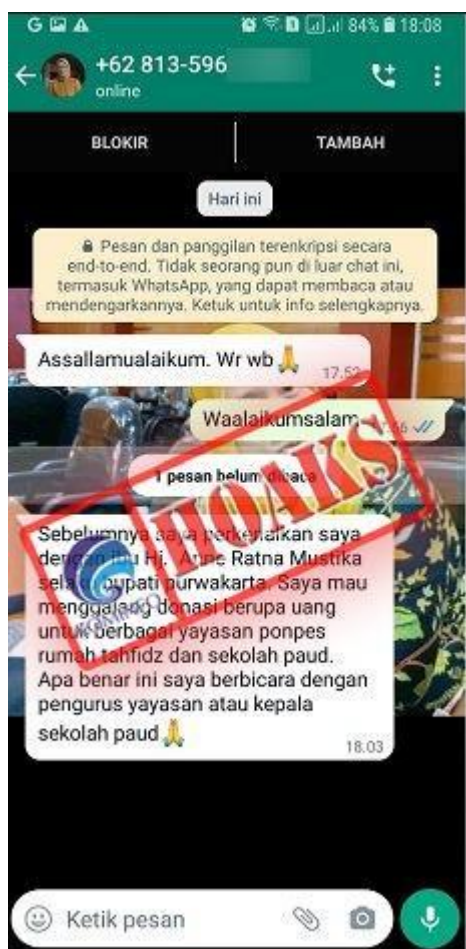 G 84% 18:08
+62 813-596
online
BLOKIR
TAMBAH
Hari ini
Pesan dan panggilan terenkripsi secara
end-to-end. Tidak seorang pun di luar chat ini,
termasuk WhatsApp, yang dapat membaca atau
mendengarkannya. Ketuk untuk info selengkapnya.
Assallamualaikum. Wr wb 🙏
17.52
Waalaikumsalam
1 pesan belum dibaca
HOAKS
KOMINFO
Sebelumnya saya perkenalkan saya
dengan ibu Hj. Anne Ratna Mustika
selaku bupati purwakarta. Saya mau
menggalang donasi berupa uang
untuk berbagai yayasan ponpes
rumah tahfidz dan sekolah paud.
Apa benar ini saya berbicara dengan
pengurus yayasan atau kepala
sekolah paud 🙏
18.03
Ketik pesan